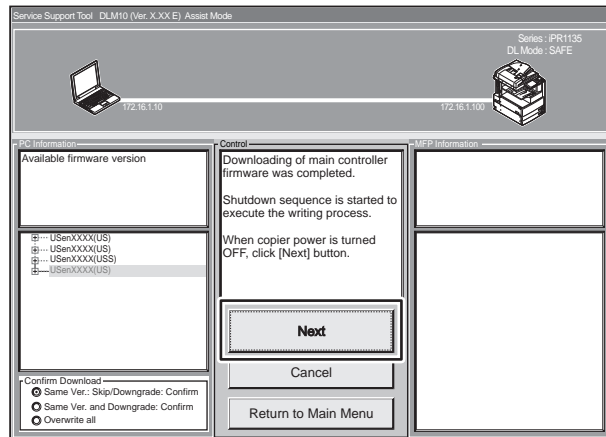 Service Support Tool DLM10 (Ver. X.XX E) Assist Mode
Series : iPR1135
DL Mode : SAFE
172.16.1.10
172.16.1.100
PC Information
Available firmware version
USenXXXX(US)
USenXXXX(US)
USenXXXX(USS)
USenXXXX(US)
Confirm Download
Same Ver.: Skip/Downgrade: Confirm
Same Ver. and Downgrade: Confirm
Overwrite all
Control
Downloading of main controller
firmware was completed.
Shutdown sequence is started to
execute the writing process.
When copier power is turned
OFF, click [Next] button.
Next
Cancel
Return to Main Menu
MFP Information